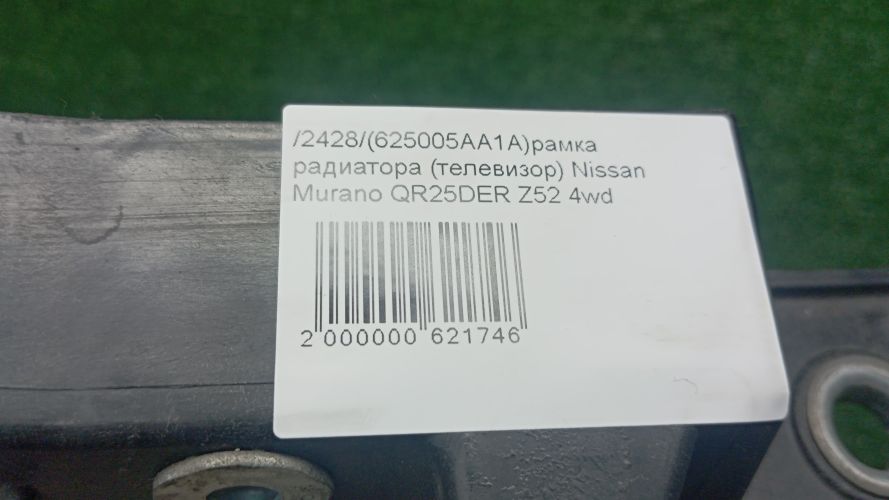 /2428/(625005AA1A)рамка
радиатора (телевизор) Nissan
Murano QR25DER Z52 4wd
2 000000 621746